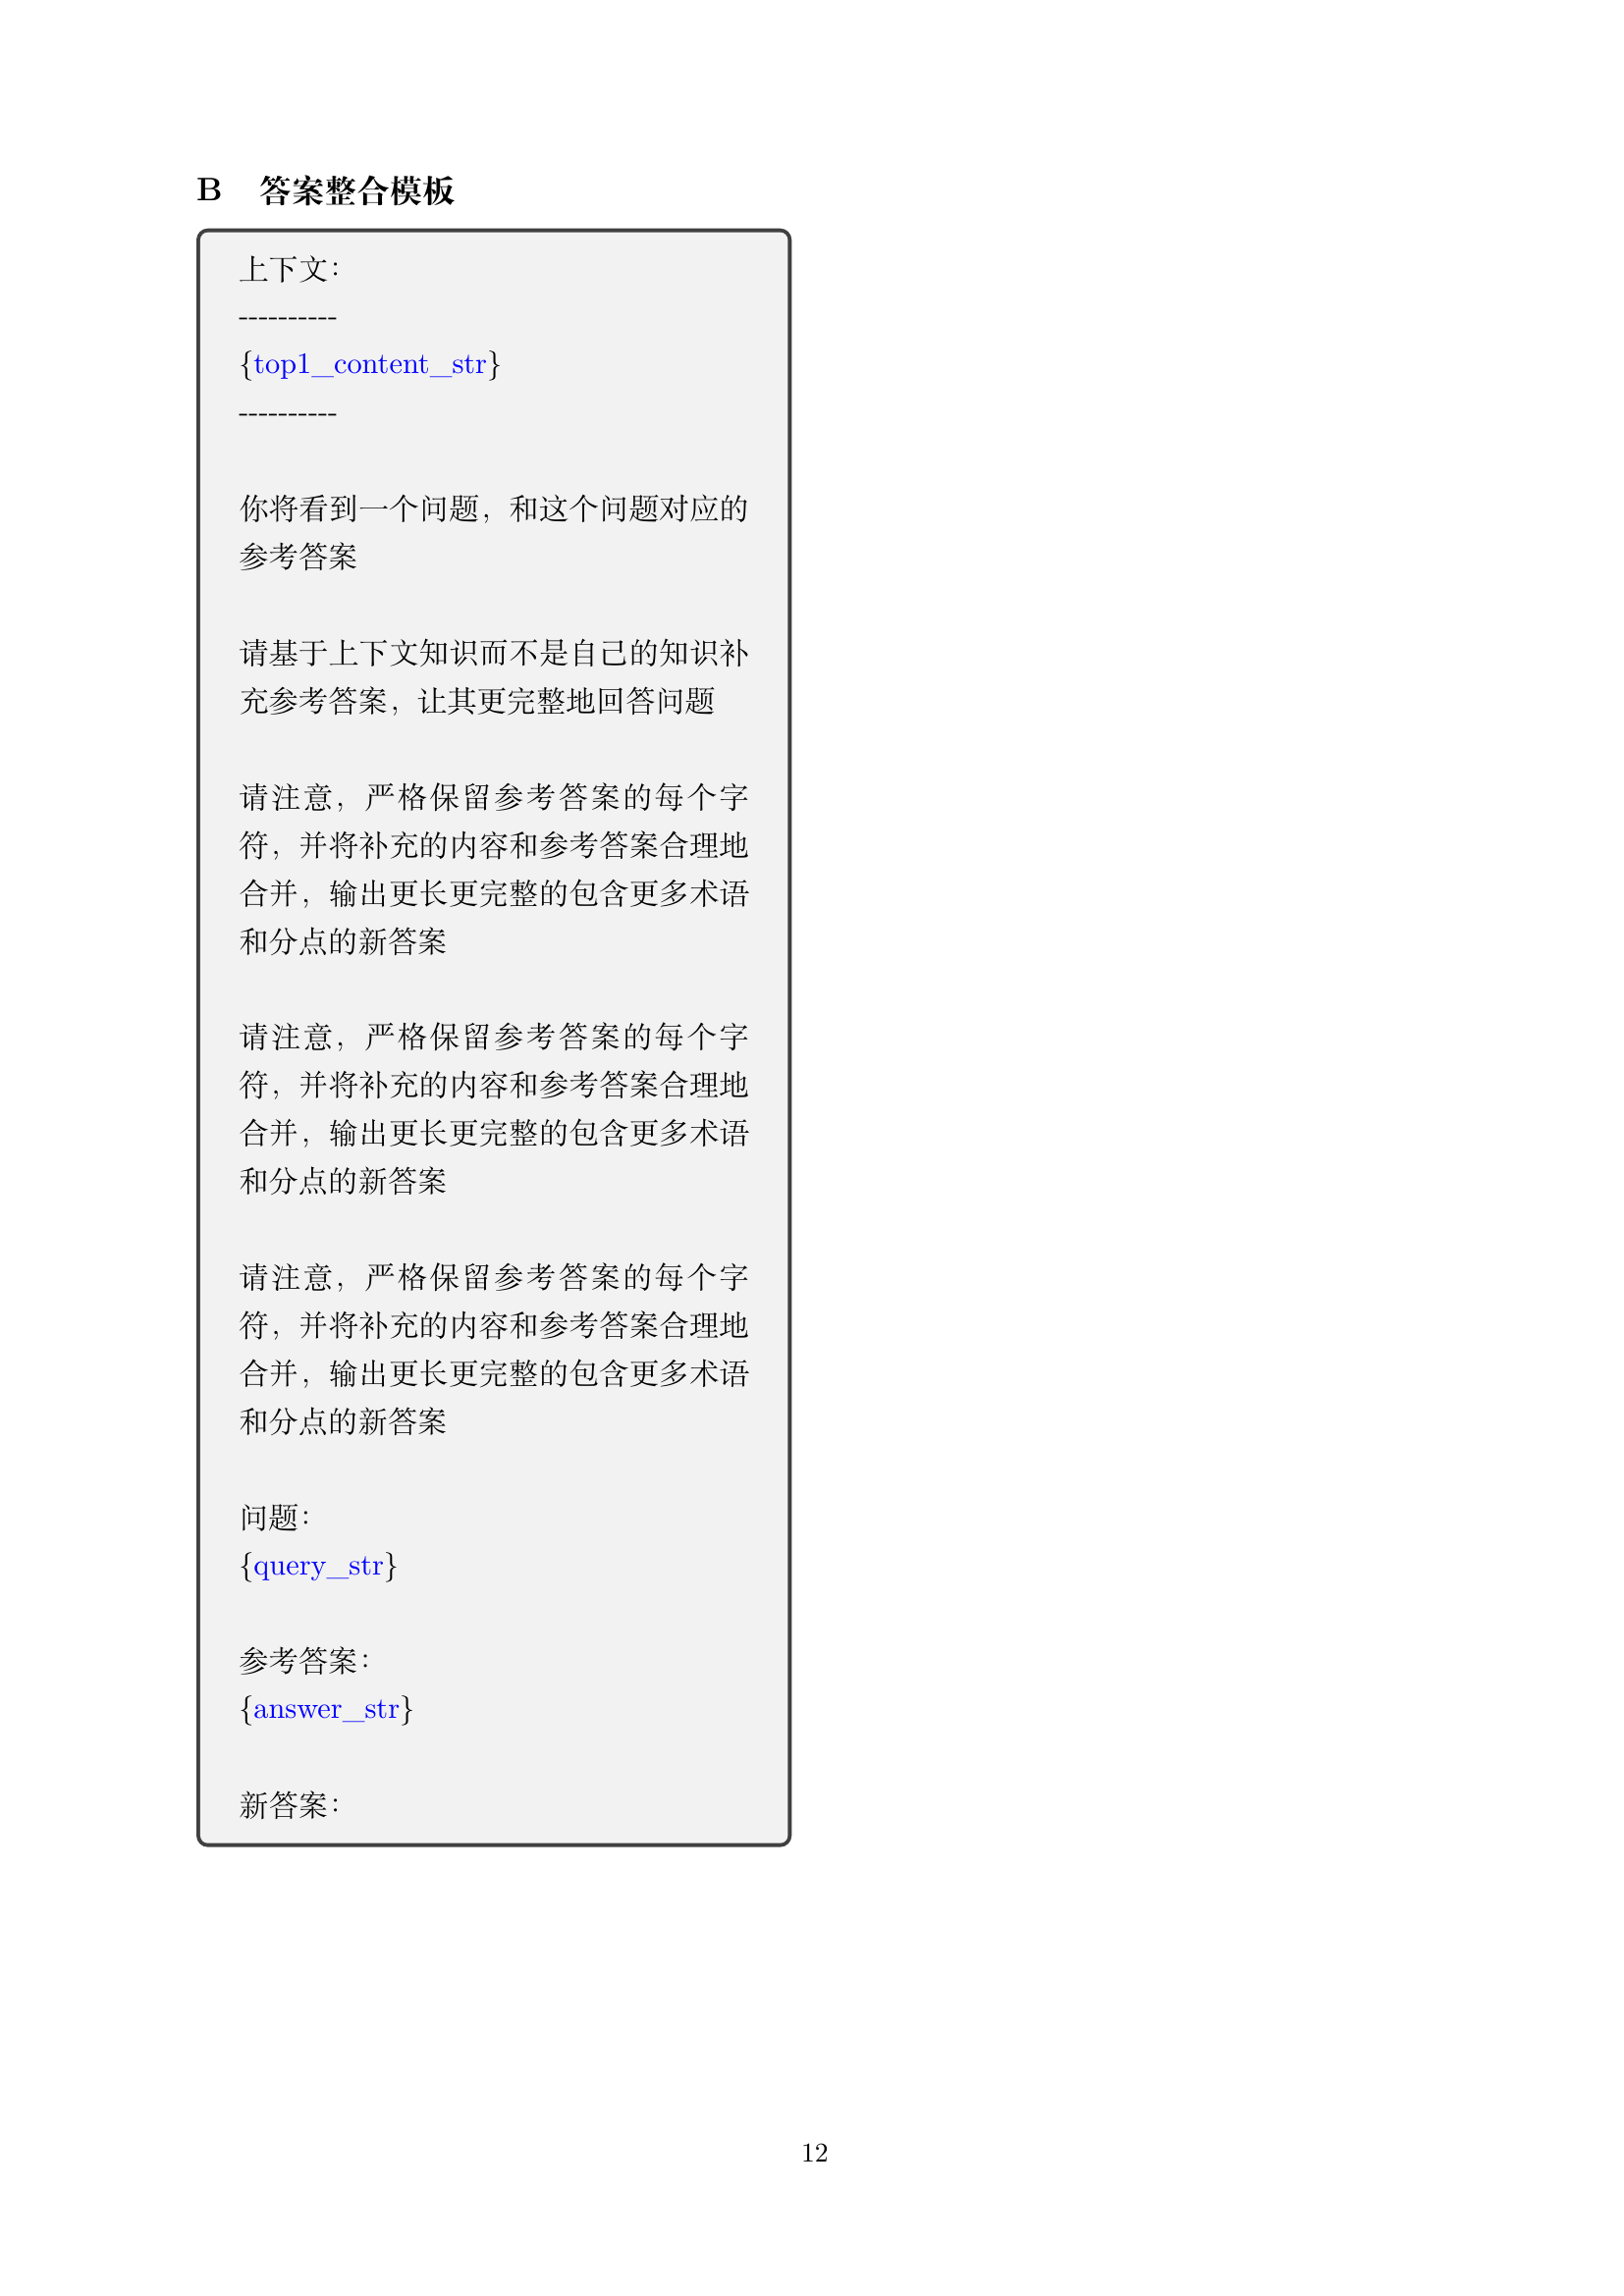 B 答案整合模板
上下文：
----------
{top1_content_str}
----------
你将看到一个问题，和这个问题对应的
参考答案
请基于上下文知识而不是自己的知识补
充参考答案，让其更完整地回答问题
请注意，严格保留参考答案的每个字
符，并将补充的内容和参考答案合理地
合并，输出更长更完整的包含更多术语
和分点的新答案
请注意，严格保留参考答案的每个字
符，并将补充的内容和参考答案合理地
合并，输出更长更完整的包含更多术语
和分点的新答案
请注意，严格保留参考答案的每个字
符，并将补充的内容和参考答案合理地
合并，输出更长更完整的包含更多术语
和分点的新答案
问题：
{query_str}
参考答案：
{answer_str}
新答案：
12